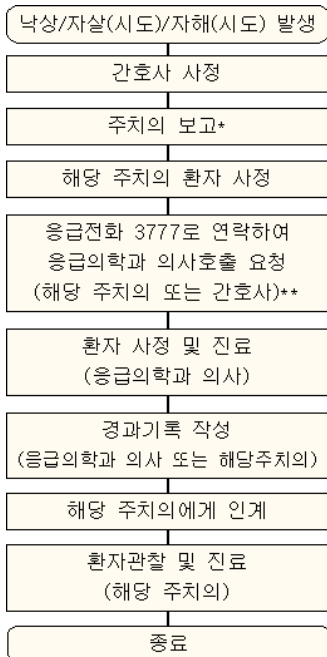 낙상/자살(시도)/자해(시도) 발생
간호사 사정
주치의 보고*
해당 주치의 환자 사정
응급전화 3777로 연락하여
응급의학과 의사호출 요청
(해당 주치의 또는 간호사)**
환자 사정 및 진료
(응급의학과 의사)
경과기록 작성
(응급의학과 의사 또는 해당주치의)
해당 주치의에게 인계
환자관찰 및 진료
(해당 주치의)
종료